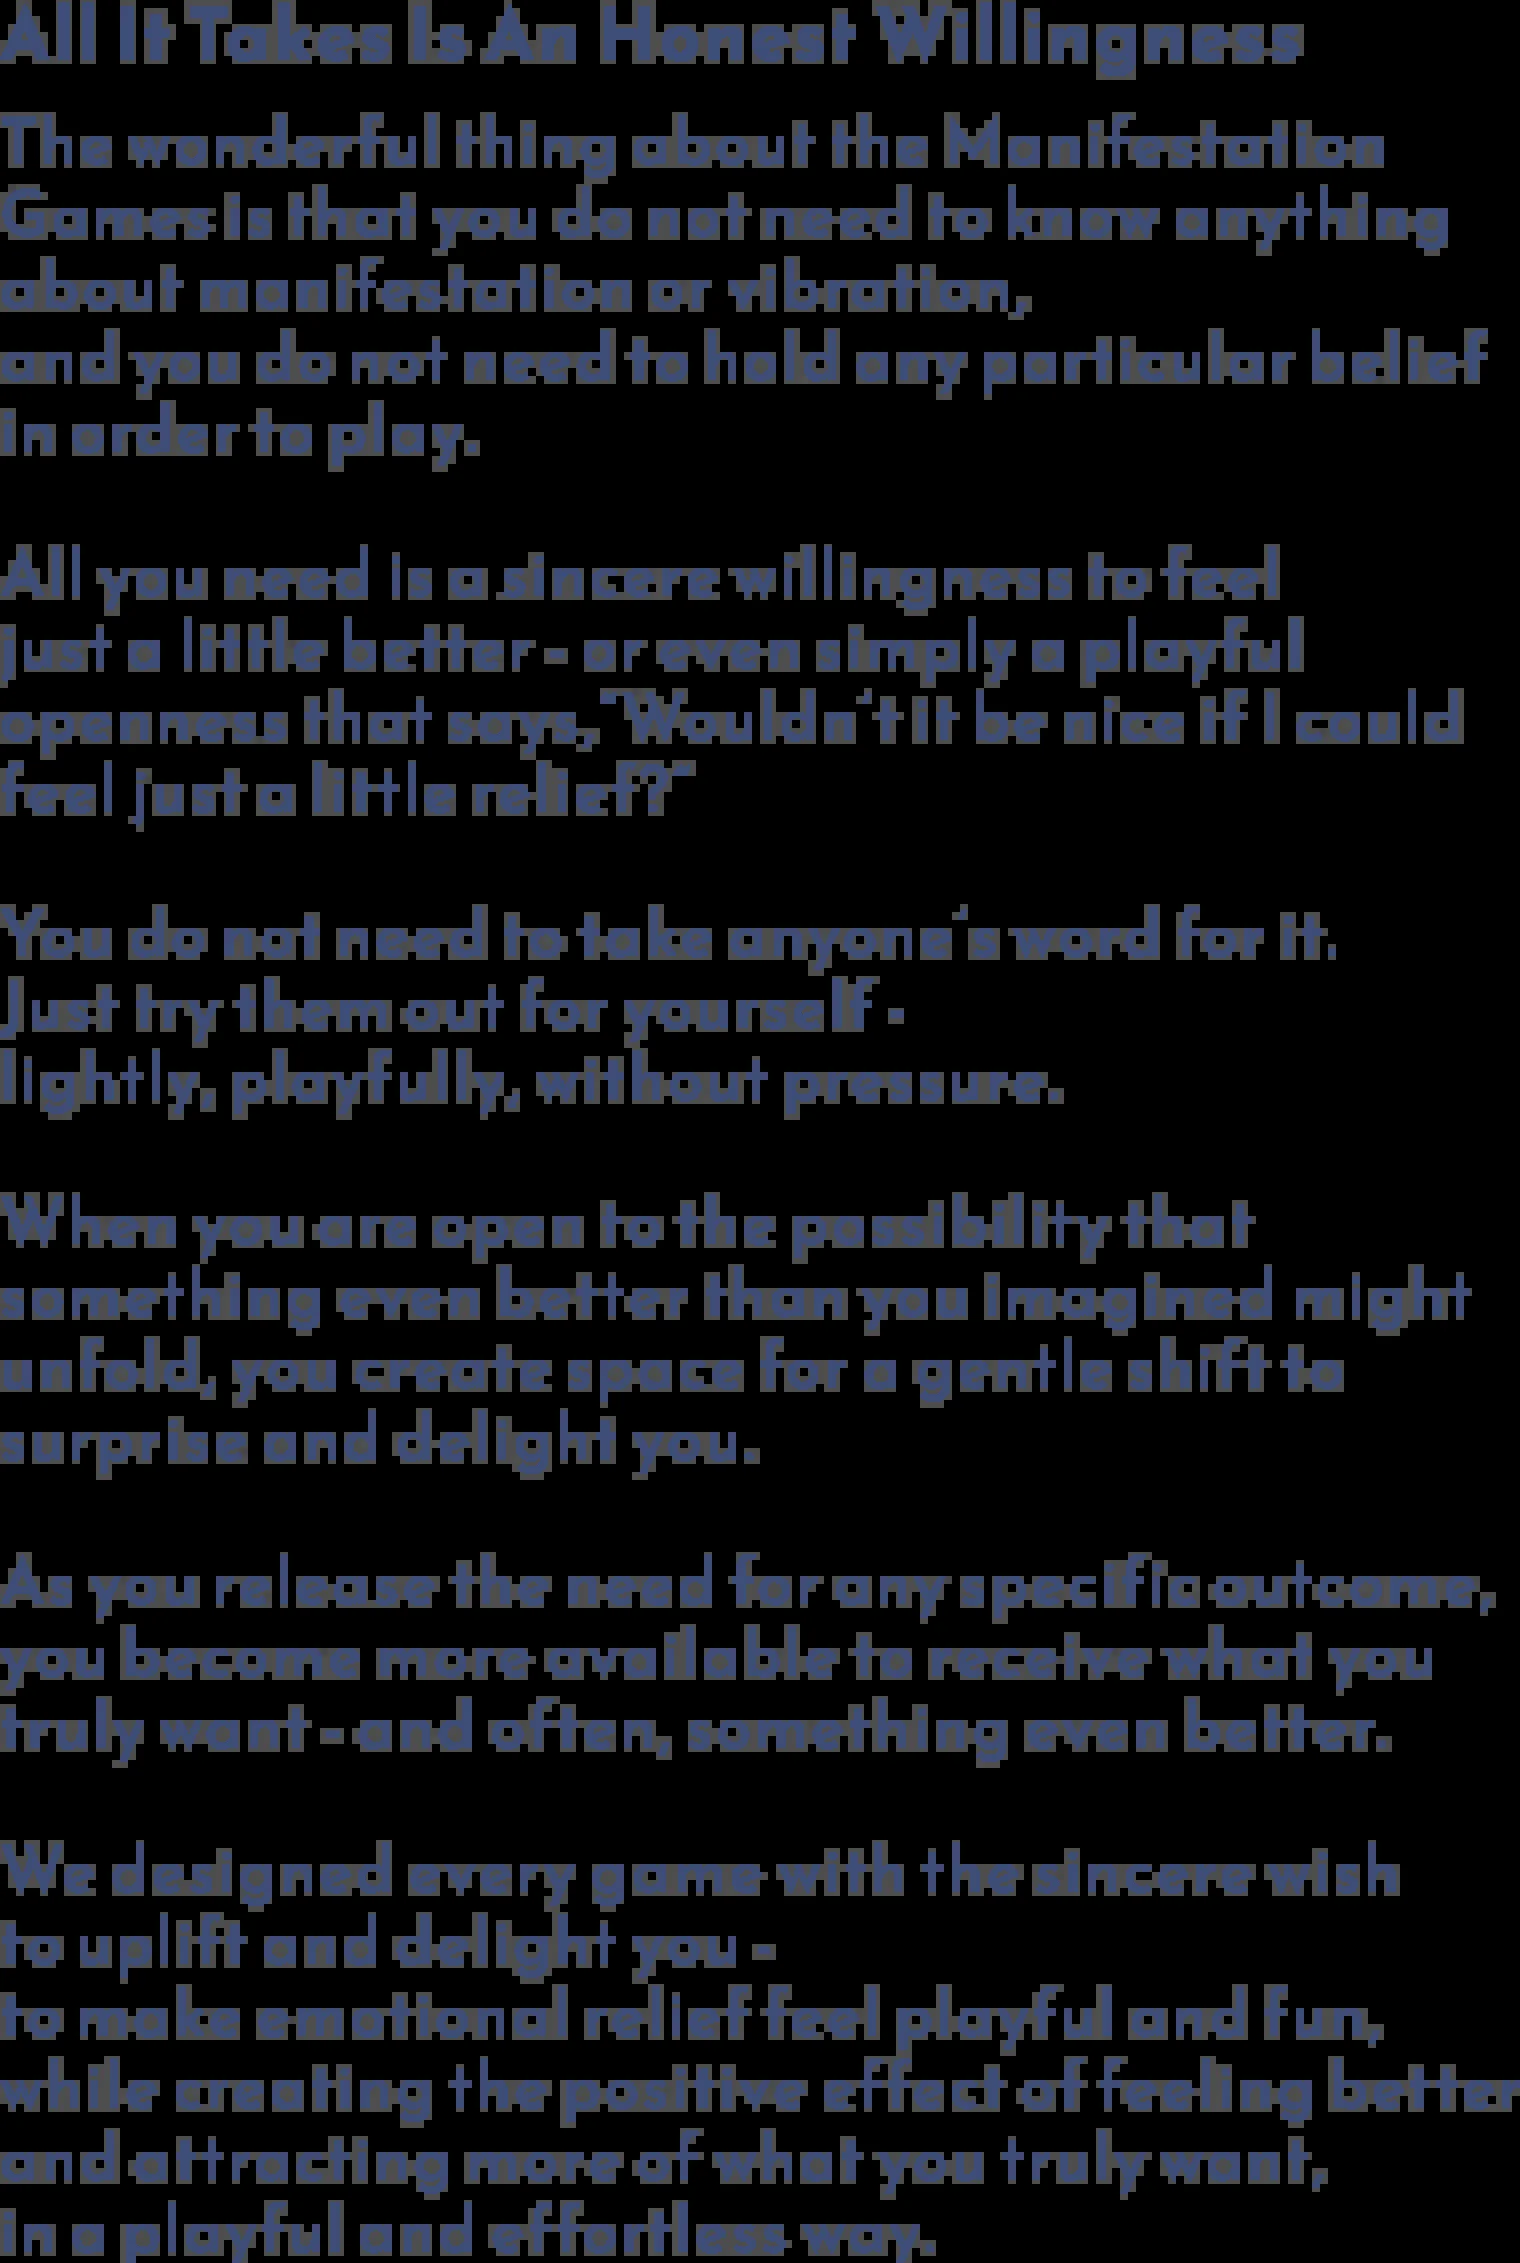 All It Takes Is An Honest Willingness
The wonderful thing about the Manifestation
Games is that you do not need to know anything
about manifestation or vibration,
and you do not need to hold any particular belief
in order to play.
All you need is a sincere willingness to feel
just a little better - or even simply a playful
openness that says, "Wouldn't it be nice if I could
feel just a little relief?"
You do not need to take anyone's word for it.
Just try them out for yourself -
lightly, playfully, without pressure.
When you are open to the possibility that
something even better than you imagined might
unfold, you create space for a gentle shift to
surprise and delight you.
As you release the need for any specific outcome,
you become more available to receive what you
truly want - and often, something even better.
We designed every game with the sincere wish
to uplift and delight you -
to make emotional relief feel playful and fun,
while creating the positive effect of feeling better
and attracting more of what you truly want,
in a playful and effortless way.